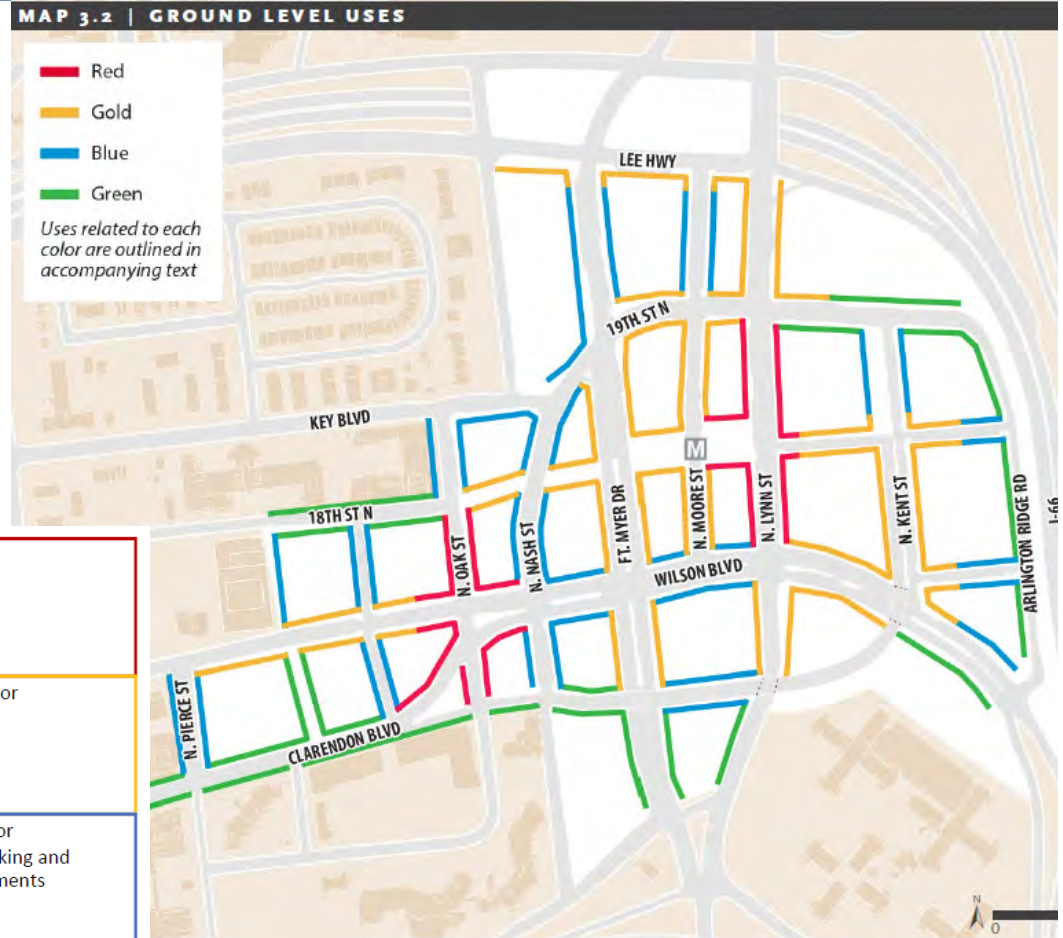 MAP 3.2 | GROUND LEVEL USES
Red
Gold
Blue
Green
Uses related to each
color are outlined in
accompanying text
LEE HWY
19TH ST N
KEY BLVD
M
18TH ST N
N. OAK ST
N. NASH ST
FT. MYER DR
N. MOORE ST
N. LYNN ST
N. KENT ST
ARLINGTON RIDGE RD
I-66
WILSON BLVD
N. PIERCE ST
CLARENDON BLVD
or
or
king and
ments
N
0